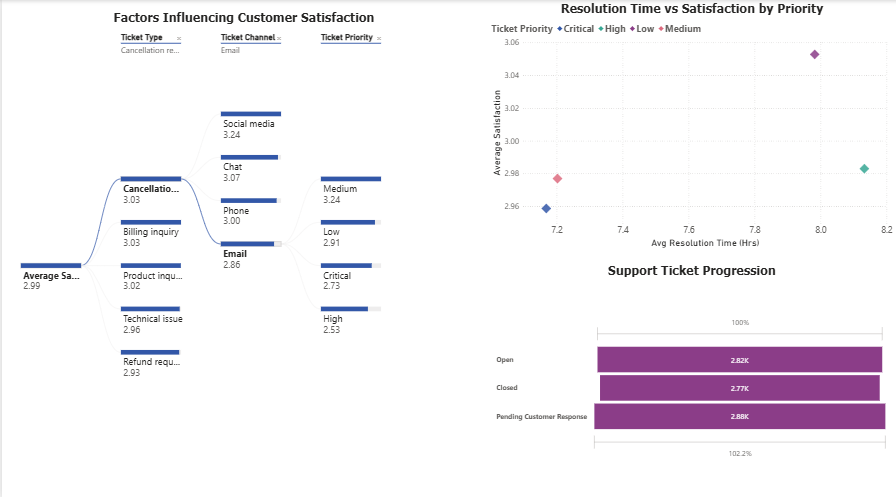 Factors Influencing Customer Satisfaction
Ticket Type × Ticket Channel × Ticket Priority ×
Cancellation re... Email
Social media
3.24
Chat
3.07
Cancellatio...
3.03
Medium
3.24
Phone
3.00
Billing inquiry
3.03
Low
2.91
Email
2.86
Average Sa...
2.99
Product inqu...
3.02
Critical
2.73
Technical issue
2.96
High
2.53
Refund requ...
2.93
Resolution Time vs Satisfaction by Priority
Ticket Priority Critical High Low Medium
Average Satisfaction
3.06
3.04
3.02
3.00
2.98
2.96
7.2 7.4 7.6 7.8 8.0 8.2
Avg Resolution Time (Hrs)
Support Ticket Progression
100%
Open 2.82K
Closed 2.77K
Pending Customer Response 2.88K
102.2%